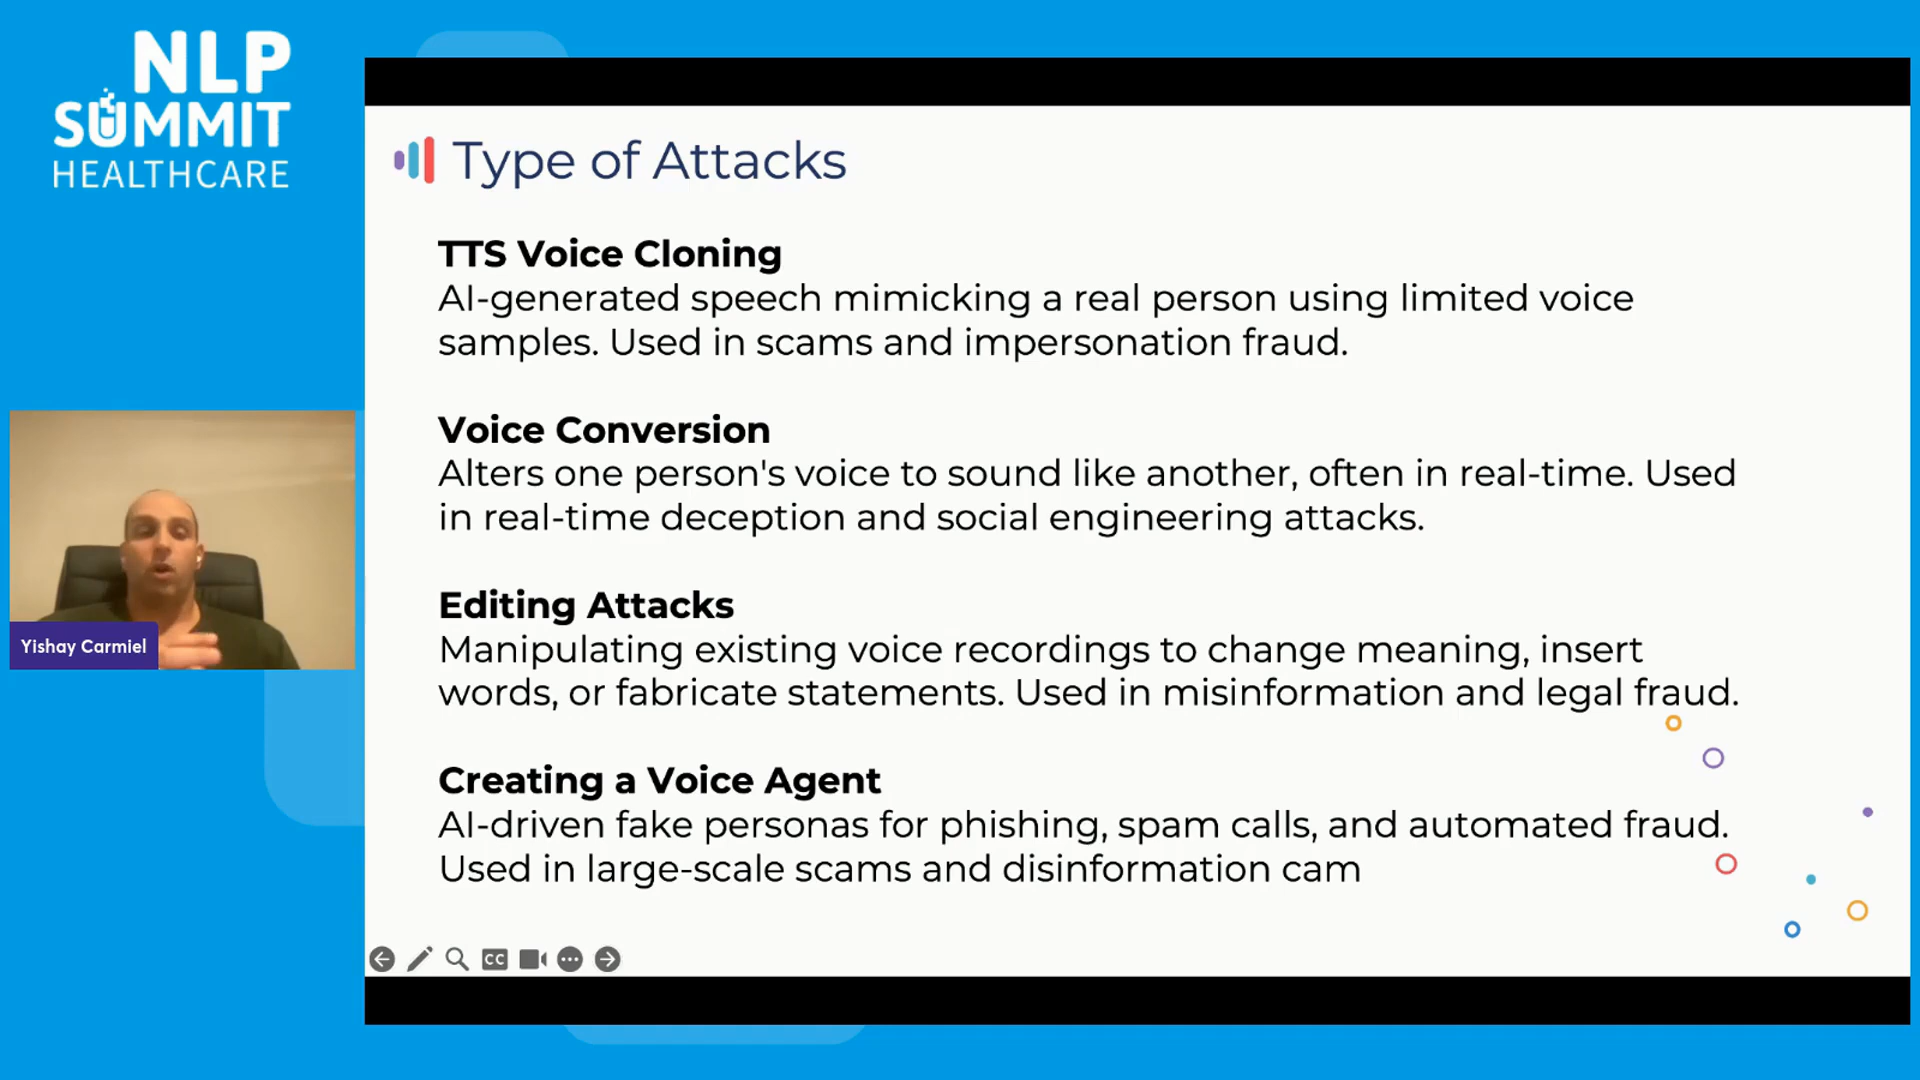 NLP
SUMMIT
HEALTHCARE
Type of Attacks
TTS Voice Cloning
AI-generated speech mimicking a real person using limited voice
samples. Used in scams and impersonation fraud.
Voice Conversion
Alters one person's voice to sound like another, often in real-time. Used
in real-time deception and social engineering attacks.
Editing Attacks
Manipulating existing voice recordings to change meaning, insert
words, or fabricate statements. Used in misinformation and legal fraud.
Creating a Voice Agent
AI-driven fake personas for phishing, spam calls, and automated fraud.
Used in large-scale scams and disinformation cam
Yishay Carmiel
CC